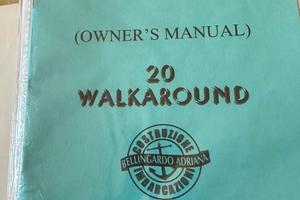 (OWNER'S MANUAL)
20
WALKAROUND
COSTRUZIONE
BELLINGARDO ADRIANA
IMBARCAZIONI